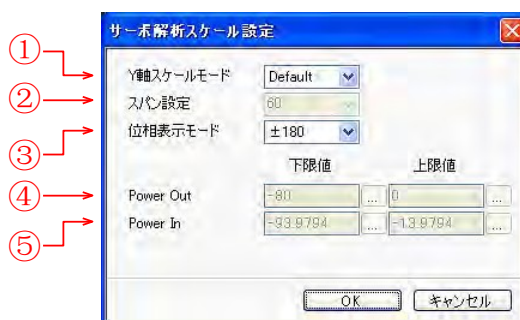 サーボ解析スケール設定
① Y軸スケールモード Default
② スパン設定 60
③ 位相表示モード ±180
下限値 上限値
④ Power Out -80 ... 0 ...
⑤ Power In -93.9794 ... -13.9794 ...
OK キャンセル